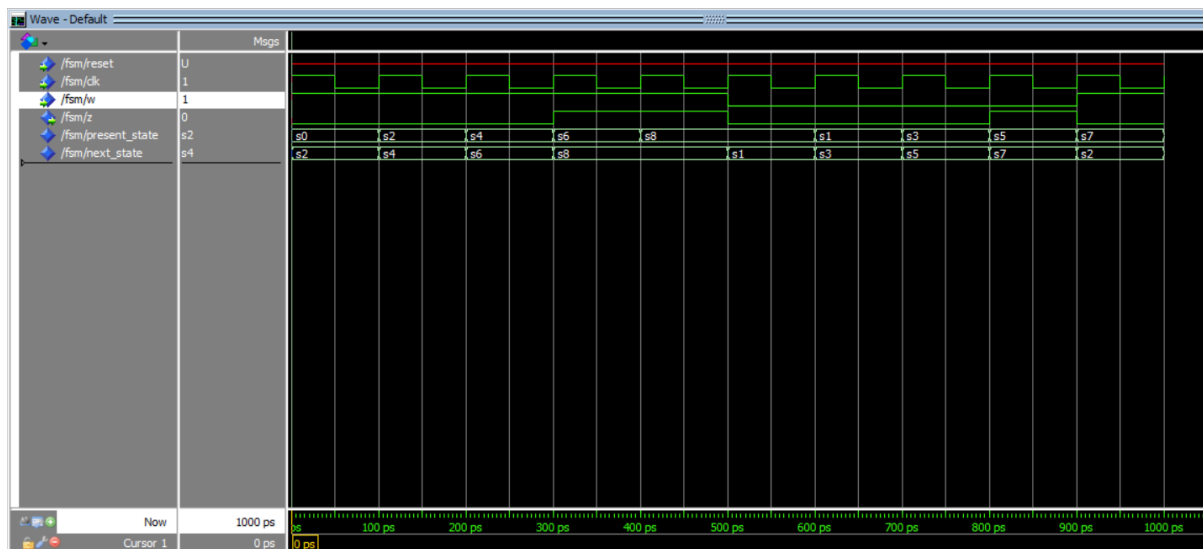 Wave - Default
Msgs
/fsm/reset U
/fsm/clk 1
/fsm/w 1
/fsm/z 0
/fsm/present_state s2 s0 s2 s4 s6 s8 s1 s3 s5 s7
/fsm/next_state s4 s2 s4 s6 s8 s1 s3 s5 s7 s2
Now 1000 ps ps 100 ps 200 ps 300 ps 400 ps 500 ps 600 ps 700 ps 800 ps 900 ps 1000 ps
Cursor 1 0 ps 0 ps